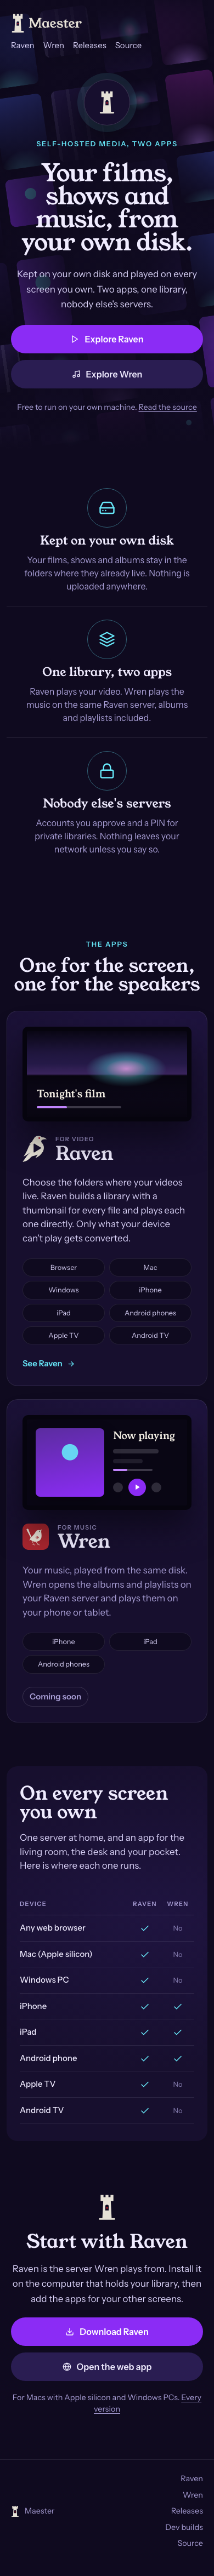 Maester
Raven Wren Releases Source
SELF-HOSTED MEDIA, TWO APPS
Your films,
shows and
music, from
your own disk.
Kept on your own disk and played on every
screen you own. Two apps, one library,
nobody else's servers.
Explore Raven
Explore Wren
Free to run on your own machine. Read the source
Kept on your own disk
Your films, shows and albums stay in the
folders where they already live. Nothing is
uploaded anywhere.
One library, two apps
Raven plays your video. Wren plays the
music on the same Raven server, albums
and playlists included.
Nobody else's servers
Accounts you approve and a PIN for
private libraries. Nothing leaves your
network unless you say so.
THE APPS
One for the screen,
one for the speakers
Tonight's film
FOR VIDEO
Raven
Choose the folders where your videos
live. Raven builds a library with a
thumbnail for every file and plays each
one directly. Only what your device
can't play gets converted.
Browser Mac
Windows iPhone
iPad Android phones
Apple TV Android TV
See Raven →
Now playing
FOR MUSIC
Wren
Your music, played from the same disk.
Wren opens the albums and playlists on
your Raven server and plays them on
your phone or tablet.
iPhone iPad
Android phones
Coming soon
On every screen
you own
One server at home, and an app for the
living room, the desk and your pocket.
Here is where each one runs.
DEVICE RAVEN WREN
Any web browser No
Mac (Apple silicon) No
Windows PC No
iPhone
iPad
Android phone
Apple TV No
Android TV No
Start with Raven
Raven is the server Wren plays from. Install it
on the computer that holds your library, then
add the apps for your other screens.
Download Raven
Open the web app
For Macs with Apple silicon and Windows PCs. Every
version
Raven
Wren
Maester Releases
Dev builds
Source